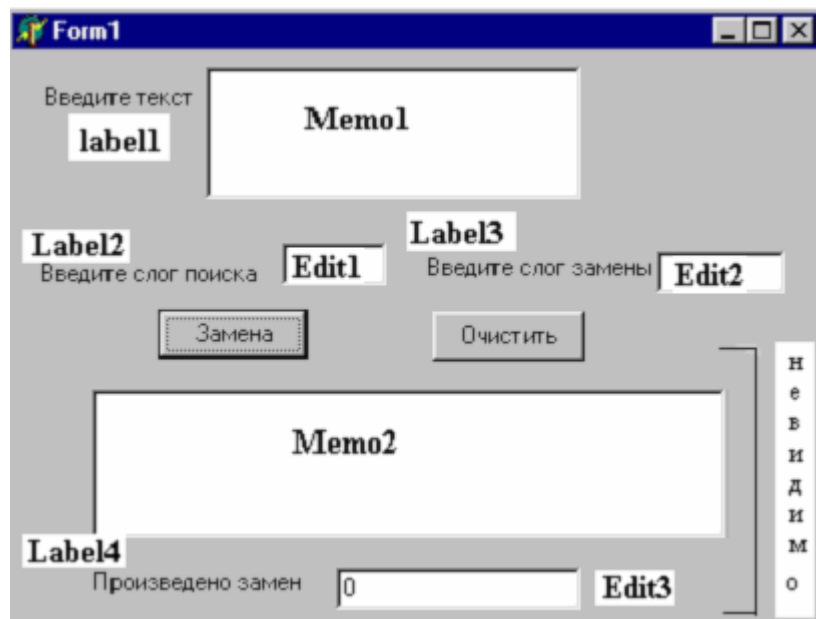 Form1
Введите текст
Memo1
label1
Label2
Label3
Введите слог поиска
Edit1
Введите слог замены
Edit2
Замена
Очистить
невидимо
Memo2
Label4
Произведено замен
0
Edit3